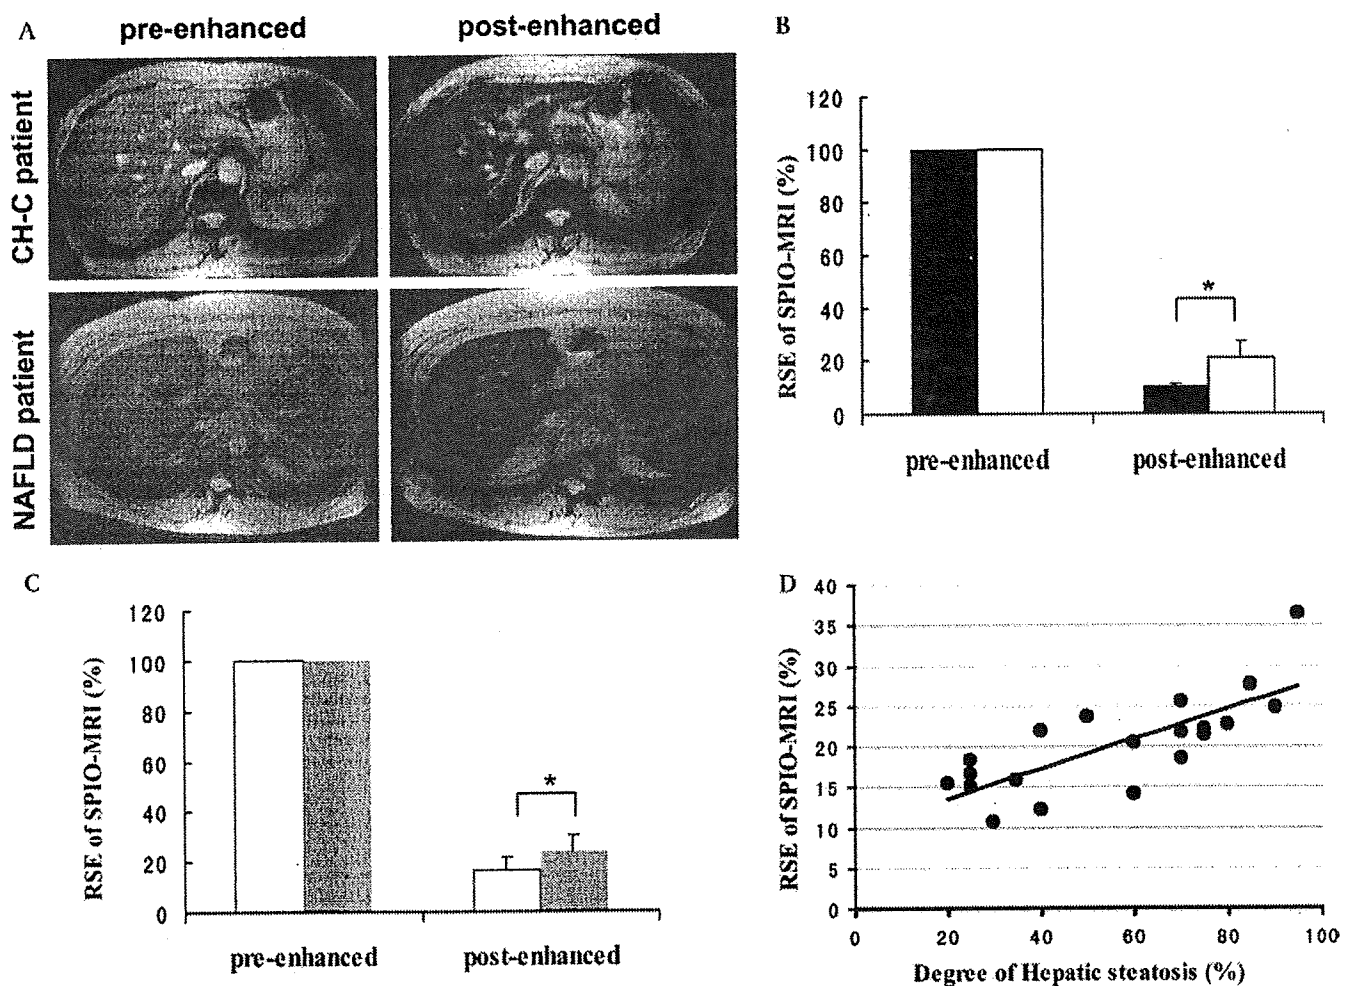 A
pre-enhanced
post-enhanced
CH-C patient
NAFLD patient
B
RSE of SPIO-MRI (%)
120
100
80
60
40
20
0
*
pre-enhanced
post-enhanced
C
RSE of SPIO-MRI (%)
120
100
80
60
40
20
0
*
pre-enhanced
post-enhanced
D
RSE of SPIO-MRI (%)
40
35
30
25
20
15
10
5
0
0 20 40 60 80 100
Degree of Hepatic steatosis (%)